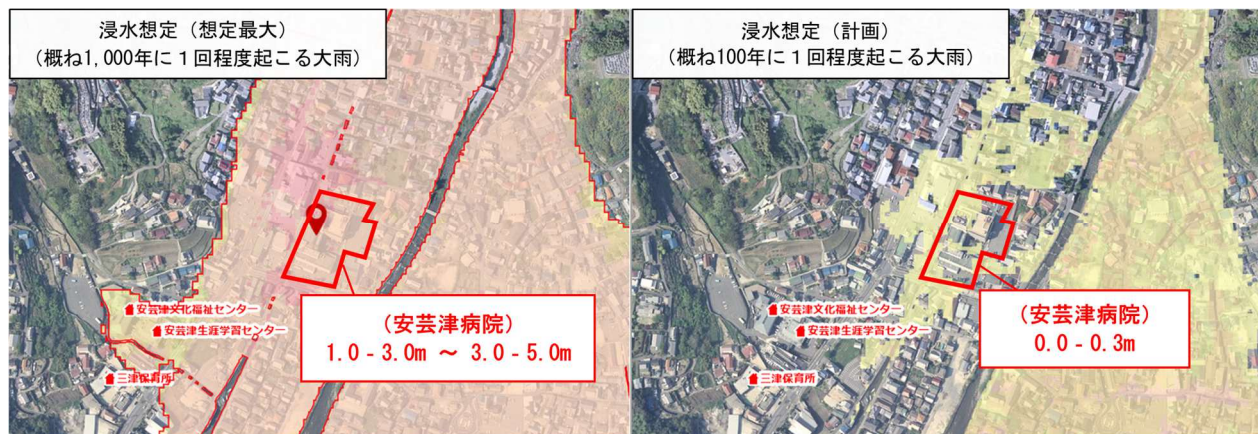 浸水想定（想定最大）
（概ね1,000年に１回程度起こる大雨）
安芸津文化福祉センター
安芸津生涯学習センター
三津保育所
（安芸津病院）
1.0 - 3.0m ～ 3.0 - 5.0m
浸水想定（計画）
（概ね100年に１回程度起こる大雨）
安芸津文化福祉センター
安芸津生涯学習センター
三津保育所
（安芸津病院）
0.0 - 0.3m